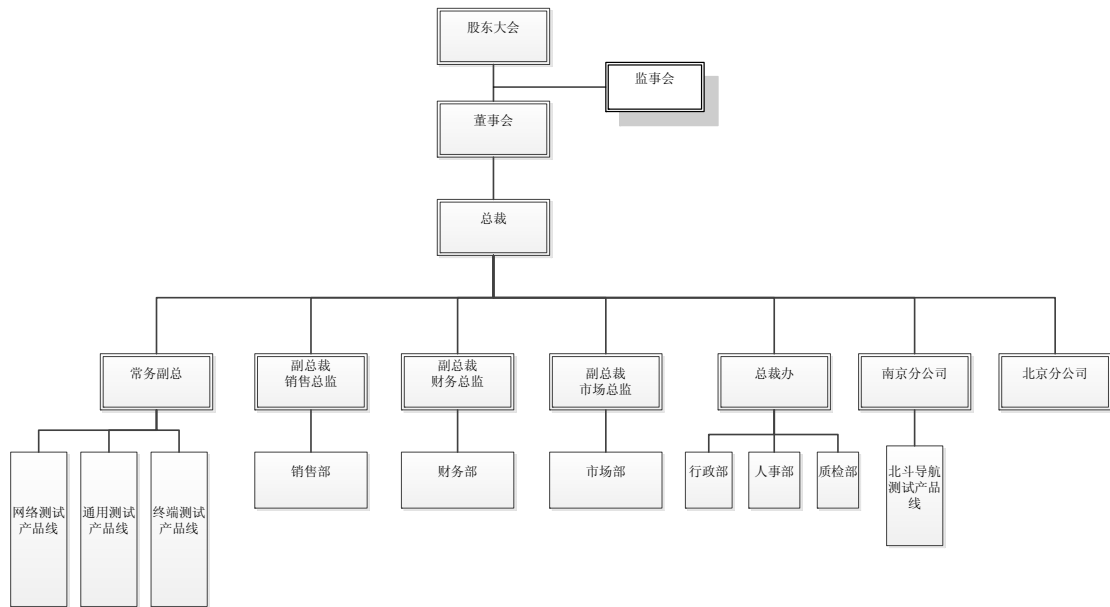 股东大会
监事会
董事会
总裁
常务副总
副总裁
销售总监
副总裁
财务总监
副总裁
市场总监
总裁办
南京分公司
北京分公司
网络测试
产品线
通用测试
产品线
终端测试
产品线
销售部
财务部
市场部
行政部
人事部
质检部
北斗导航
测试产品
线